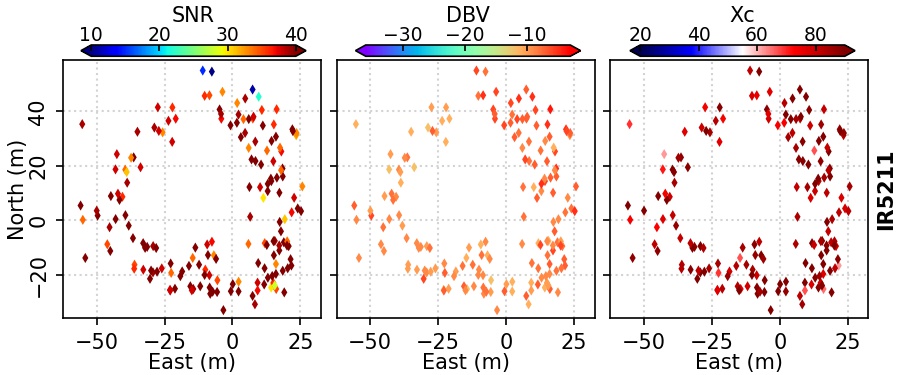 SNR DBV Xc
10 20 30 40 −30 −20 −10 20 40 60 80
North (m)
40
20
0
−20
IR5211
−50 −25 0 25 −50 −25 0 25 −50 −25 0 25
East (m) East (m) East (m)